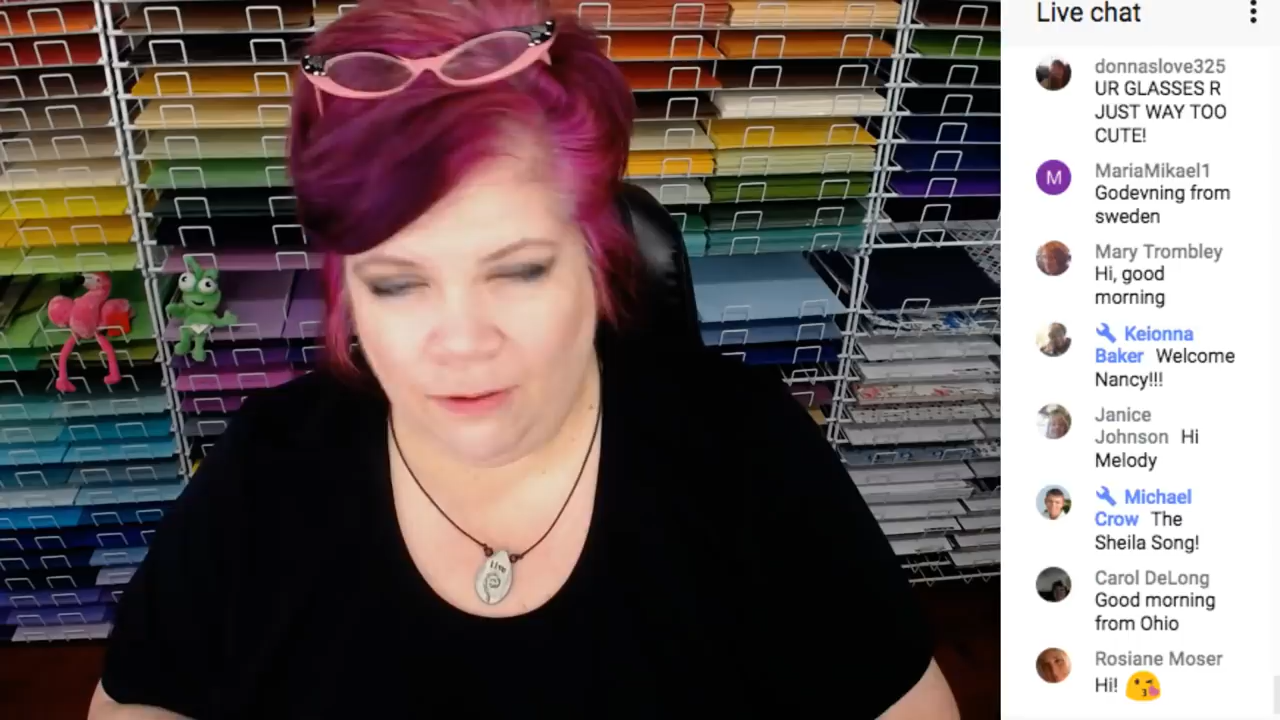 Live chat
donnaslove325
UR GLASSES R
JUST WAY TOO
CUTE!
M
MariaMikael1
Godevning from
sweden
Mary Trombley
Hi, good
morning
Keionna
Baker Welcome
Nancy!!!
Janice
Johnson Hi
Melody
Michael
Crow The
Sheila Song!
Carol DeLong
Good morning
from Ohio
Rosiane Moser
Hi! 😘
live